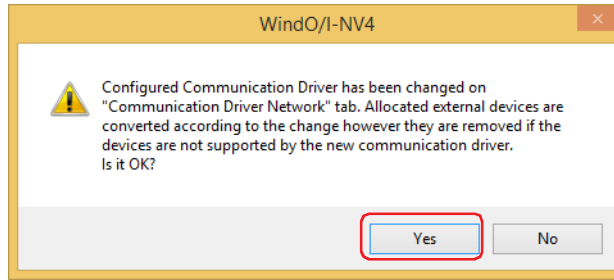 WindO/I-NV4
Configured Communication Driver has been changed on
"Communication Driver Network" tab. Allocated external devices are
converted according to the change however they are removed if the
devices are not supported by the new communication driver.
Is it OK?
Yes
No